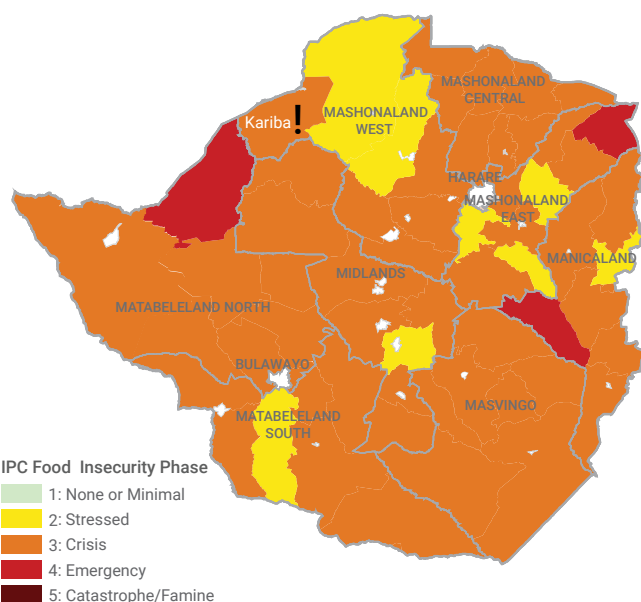 MASHONALAND
CENTRAL
Kariba!
MASHONALAND
WEST
HARARE
MASHONALAND
EAST
MANICALAND
MIDLANDS
MATABELELAND NORTH
BULAWAYO
MATABELELAND
SOUTH
MASVINGO
IPC Food Insecurity Phase
1: None or Minimal
2: Stressed
3: Crisis
4: Emergency
5: Catastrophe/Famine